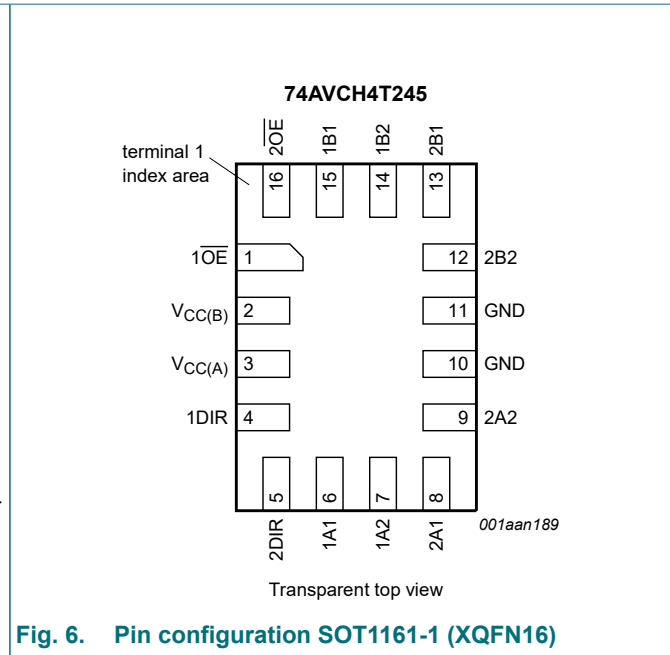 74AVCH4T245
terminal 1
index area
2OE
1B1
1B2
2B1
16
15
14
13
1OE 1
12 2B2
VCC(B) 2
11 GND
VCC(A) 3
10 GND
1DIR 4
9 2A2
5
6
7
8
2DIR
1A1
1A2
2A1
001aan189
Transparent top view
Fig. 6. Pin configuration SOT1161-1 (XQFN16)